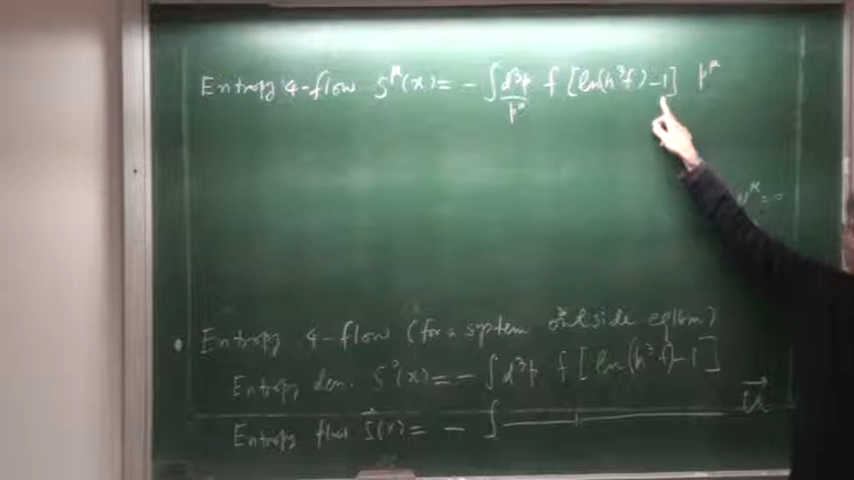 Entropy 4-flow S^μ(x) = - ∫ d³p/p⁰ f [ln(h³f) - 1] p^μ
u^μ = 0
• Entropy 4-flow (for a system outside eqlbm)
Entropy den. S⁰(x) = - ∫ d³p f [ln(h³f) - 1]
Entropy flux S⃗(x) = - ∫ ———— u⃗